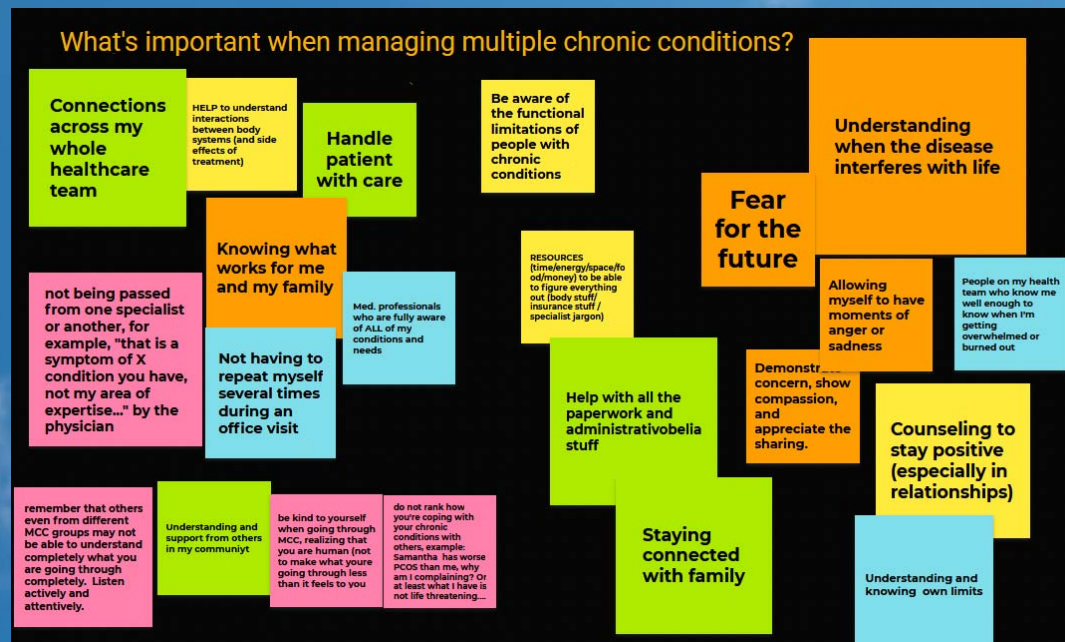 What's important when managing multiple chronic conditions?
Connections
across my
whole
healthcare
team
HELP to understand
interactions
between body
systems (and side
effects of
treatment)
Handle
patient
with care
Be aware of
the functional
limitations of
people with
chronic
conditions
Understanding
when the disease
interferes with life
Fear
for the
future
Knowing what
works for me
and my family
RESOURCES
(time/energy/space/fo
od/money) to be able
to figure everything
out (body stuff/
insurance stuff /
specialist jargon)
Allowing
myself to have
moments of
anger or
sadness
People on my health
team who know me
well enough to
know when I'm
getting
overwhelmed or
burned out
not being passed
from one specialist
or another, for
example, "that is a
symptom of X
condition you have,
not my area of
expertise..." by the
physician
Med. professionals
who are fully aware
of ALL of my
conditions and
needs
Not having to
repeat myself
several times
during an
office visit
Help with all the
paperwork and
administrativobelia
stuff
concern, show
compassion,
and
appreciate the
sharing.
Counseling to
stay positive
(especially in
relationships)
remember that others
even from different
MCC groups may not
be able to understand
completely what you
are going through
completely. Listen
actively and
attentively.
Understanding and
support from others
in my communiyt
be kind to yourself
when going through
MCC, realizing that
you are human (not
to make what youre
going through less
than it feels to you
do not rank how
you're coping with
your chronic
conditions with
others, example:
Samantha has worse
PCOS than me, why
am I complaining? Or
at least what I have is
not life threatening....
Staying
connected
with family
Understanding and
knowing own limits